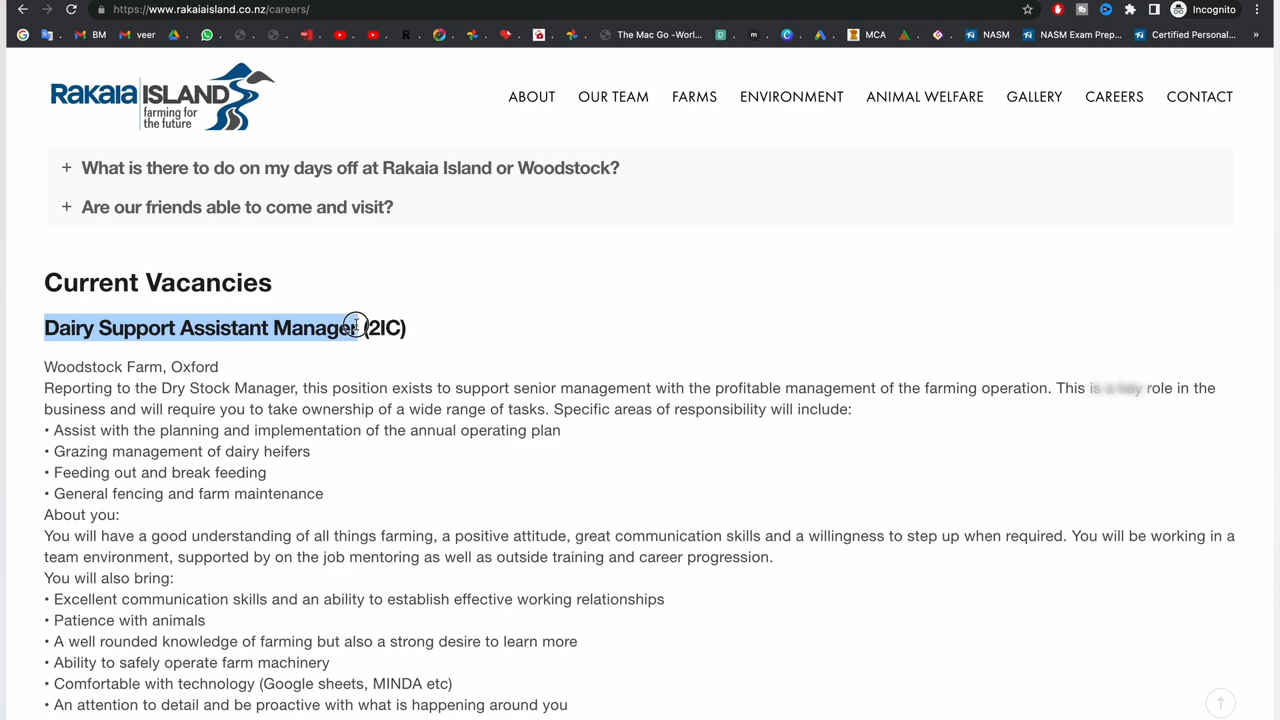 https://www.rakaiaisland.co.nz/careers/
Incognito
BM
veer
The Mac Go -Worl...
MCA
NASM
NASM Exam Prep...
Certified Personal...
»
RAKAIA ISLAND
farming for
the future
ABOUT
OUR TEAM
FARMS
ENVIRONMENT
ANIMAL WELFARE
GALLERY
CAREERS
CONTACT
+ What is there to do on my days off at Rakaia Island or Woodstock?
+ Are our friends able to come and visit?
Current Vacancies
Dairy Support Assistant Manager (2IC)
Woodstock Farm, Oxford
Reporting to the Dry Stock Manager, this position exists to support senior management with the profitable management of the farming operation. This is a key role in the
business and will require you to take ownership of a wide range of tasks. Specific areas of responsibility will include:
• Assist with the planning and implementation of the annual operating plan
• Grazing management of dairy heifers
• Feeding out and break feeding
• General fencing and farm maintenance
About you:
You will have a good understanding of all things farming, a positive attitude, great communication skills and a willingness to step up when required. You will be working in a
team environment, supported by on the job mentoring as well as outside training and career progression.
You will also bring:
• Excellent communication skills and an ability to establish effective working relationships
• Patience with animals
• A well rounded knowledge of farming but also a strong desire to learn more
• Ability to safely operate farm machinery
• Comfortable with technology (Google sheets, MINDA etc)
• An attention to detail and be proactive with what is happening around you